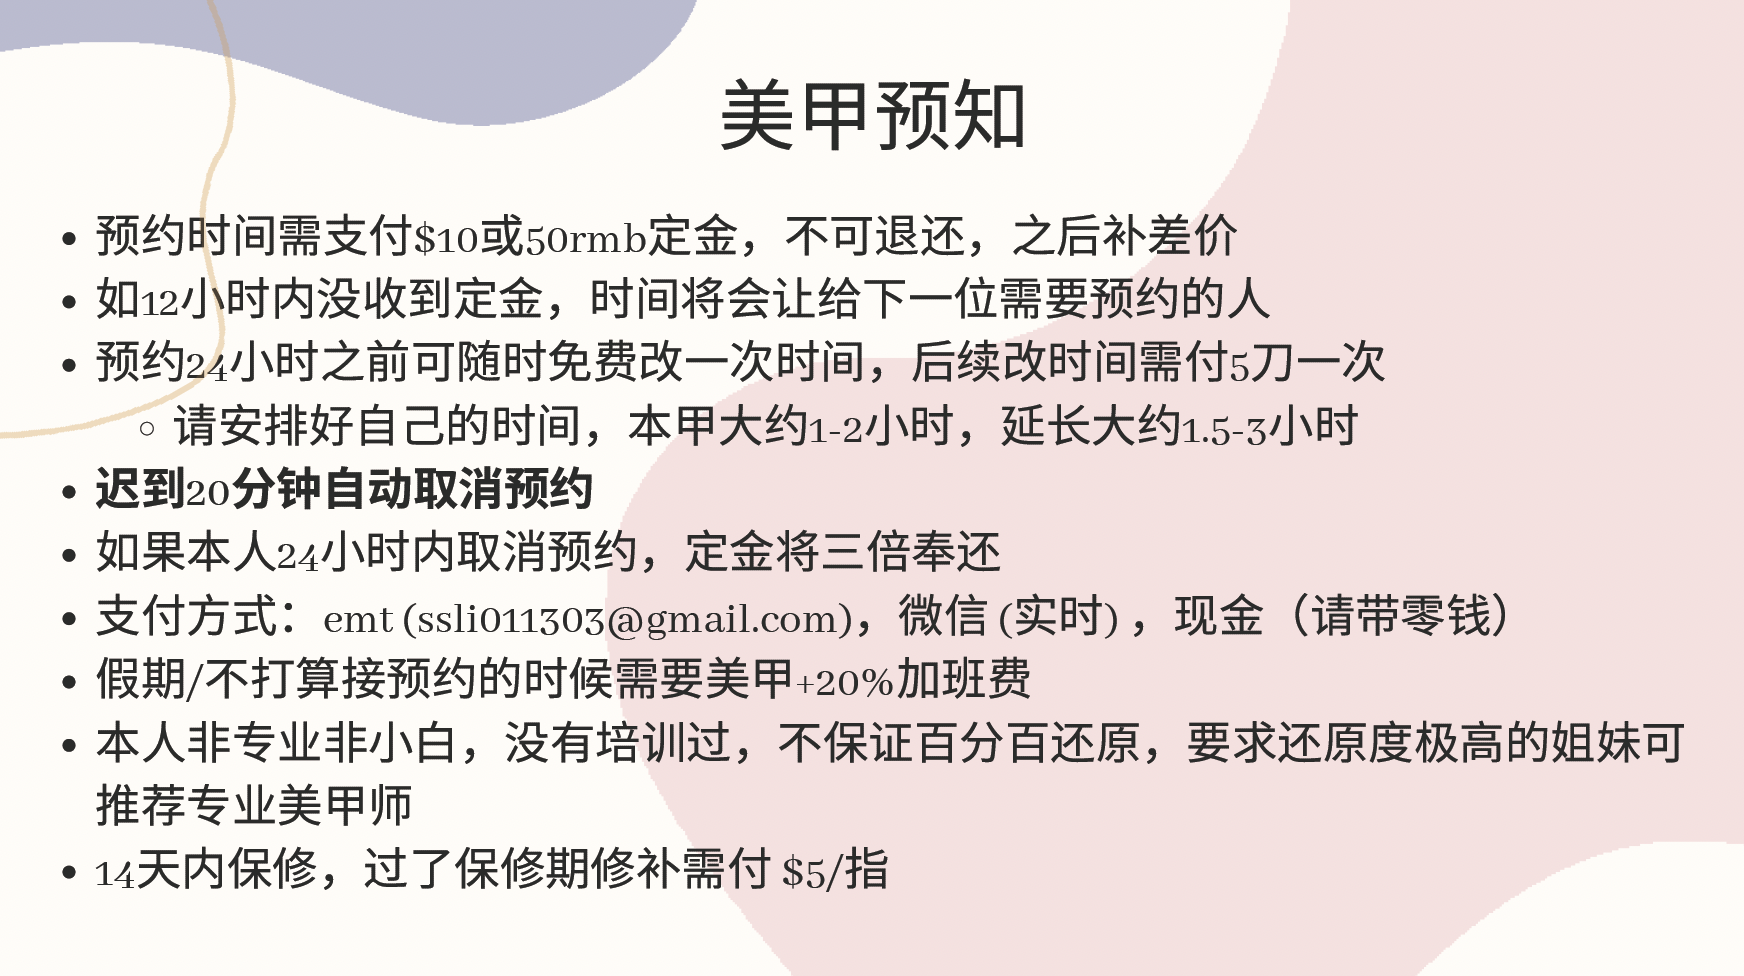 美甲预知
• 预约时间需支付$10或50rmb定金，不可退还，之后补差价
• 如12小时内没收到定金，时间将会让给下一位需要预约的人
• 预约24小时之前可随时免费改一次时间，后续改时间需付5刀一次
○ 请安排好自己的时间，本甲大约1-2小时，延长大约1.5-3小时
• 迟到20分钟自动取消预约
• 如果本人24小时内取消预约，定金将三倍奉还
• 支付方式：emt (ssli011303@gmail.com)，微信 (实时) ，现金（请带零钱）
• 假期/不打算接预约的时候需要美甲+20%加班费
• 本人非专业非小白，没有培训过，不保证百分百还原，要求还原度极高的姐妹可
推荐专业美甲师
• 14天内保修，过了保修期修补需付 $5/指